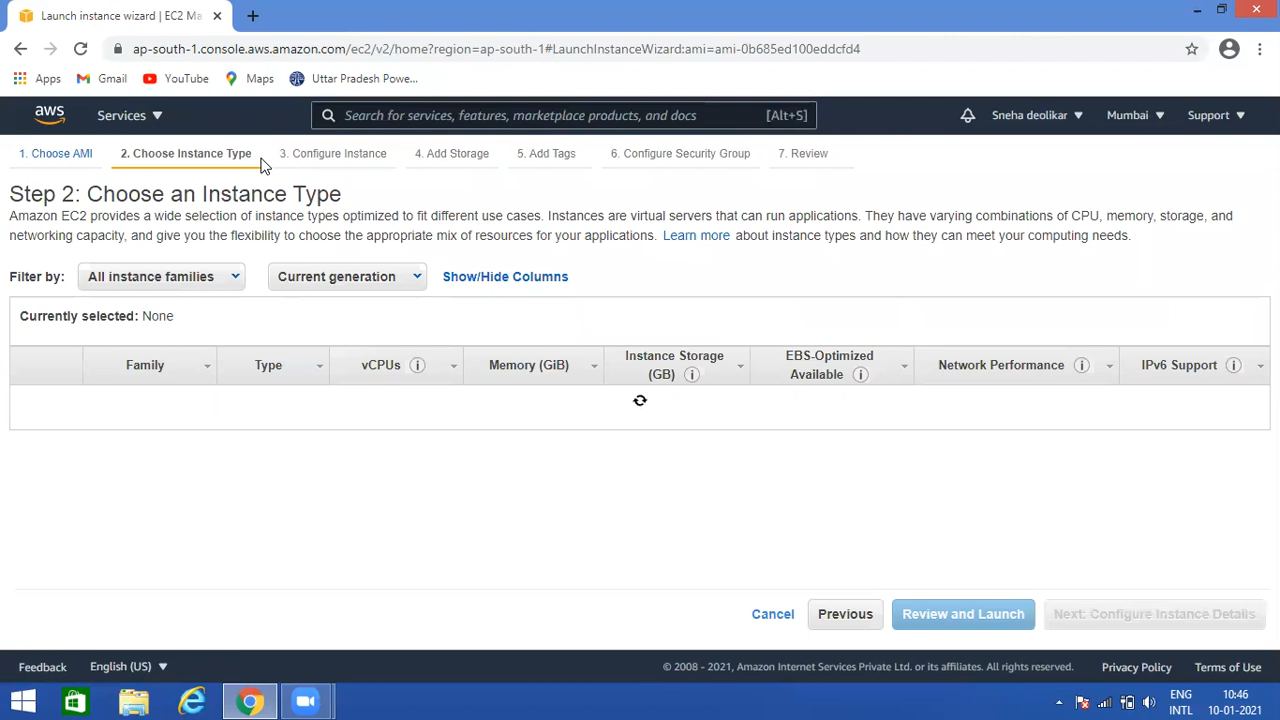 Launch instance wizard | EC2 Ma
ap-south-1.console.aws.amazon.com/ec2/v2/home?region=ap-south-1#LaunchInstanceWizard:ami=ami-0b685ed100eddcfd4
Apps Gmail YouTube Maps Uttar Pradesh Powe...
aws Services Search for services, features, marketplace products, and docs [Alt+S] Sneha deolikar Mumbai Support
1. Choose AMI 2. Choose Instance Type 3. Configure Instance 4. Add Storage 5. Add Tags 6. Configure Security Group 7. Review
Step 2: Choose an Instance Type
Amazon EC2 provides a wide selection of instance types optimized to fit different use cases. Instances are virtual servers that can run applications. They have varying combinations of CPU, memory, storage, and
networking capacity, and give you the flexibility to choose the appropriate mix of resources for your applications. Learn more about instance types and how they can meet your computing needs.
Filter by: All instance families Current generation Show/Hide Columns
Currently selected: None
Family Type vCPUs Memory (GiB) Instance Storage (GB) EBS-Optimized Available Network Performance IPv6 Support
Cancel Previous Review and Launch Next: Configure Instance Details
Feedback English (US) © 2008 - 2021, Amazon Internet Services Private Ltd. or its affiliates. All rights reserved. Privacy Policy Terms of Use
ENG 10:46
INTL 10-01-2021